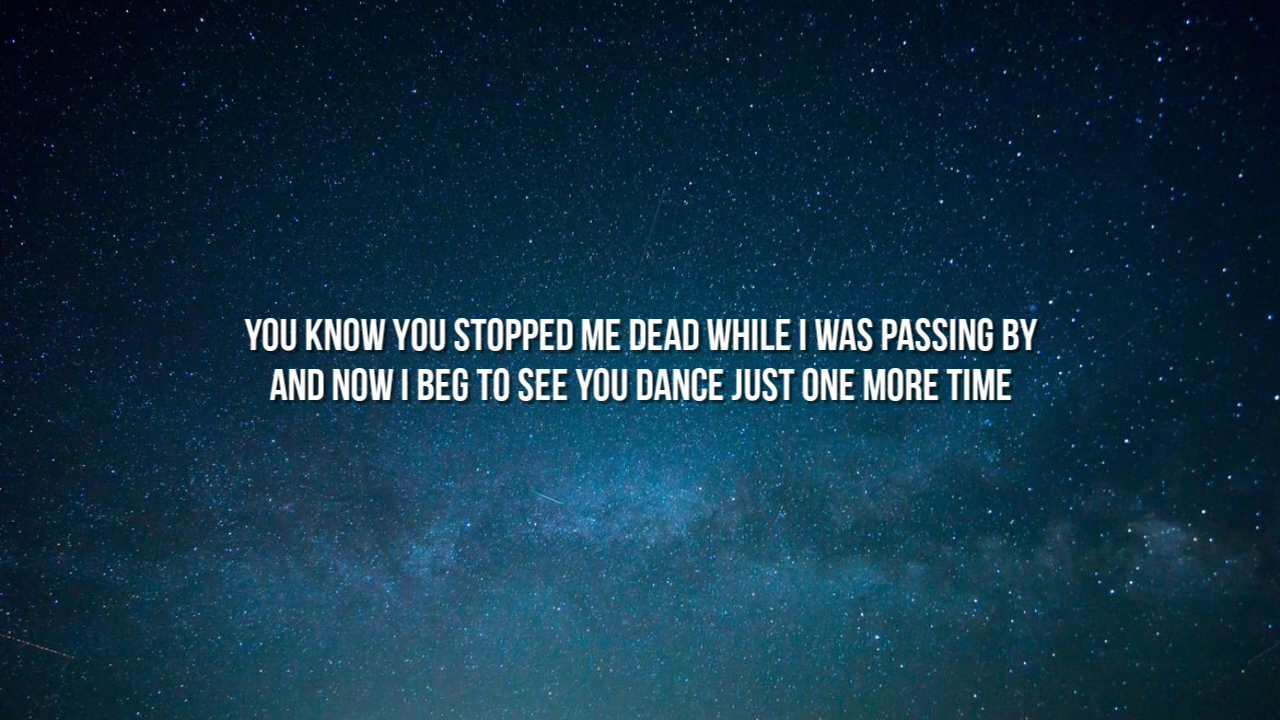 YOU KNOW YOU STOPPED ME DEAD WHILE I WAS PASSING BY
AND NOW I BEG TO SEE YOU DANCE JUST ONE MORE TIME